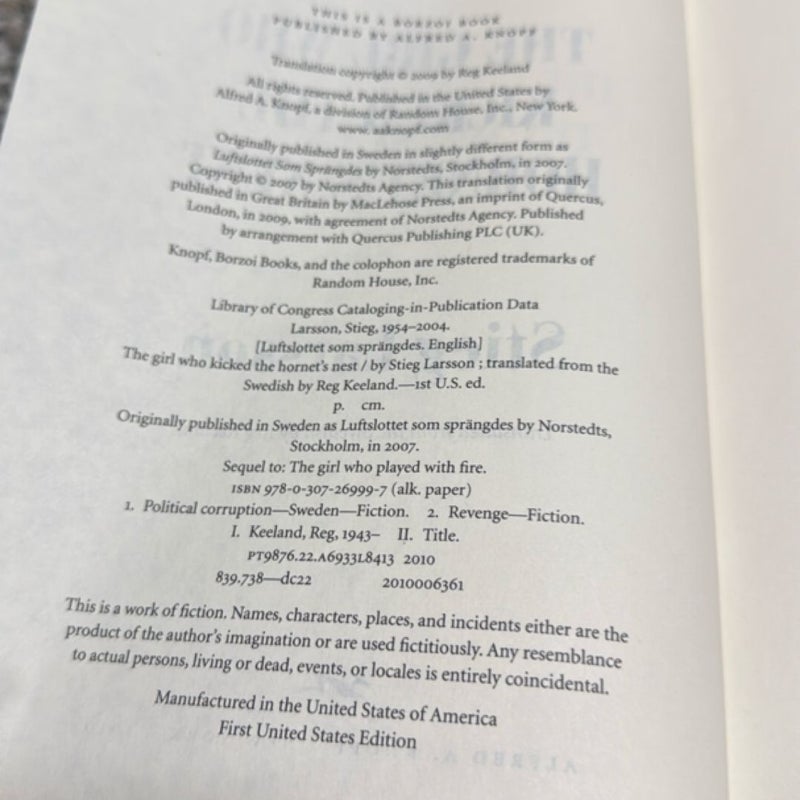 THIS IS A BORZOI BOOK
PUBLISHED BY ALFRED A. KNOPF
Translation copyright © 2009 by Reg Keeland
All rights reserved. Published in the United States by
Alfred A. Knopf, a division of Random House, Inc., New York.
www.aaknopf.com
Originally published in Sweden in slightly different form as
Luftslottet Som Sprängdes by Norstedts, Stockholm, in 2007.
Copyright © 2007 by Norstedts Agency. This translation originally
published in Great Britain by MacLehose Press, an imprint of Quercus,
London, in 2009, with agreement of Norstedts Agency. Published
by arrangement with Quercus Publishing PLC (UK).
Knopf, Borzoi Books, and the colophon are registered trademarks of
Random House, Inc.
Library of Congress Cataloging-in-Publication Data
Larsson, Stieg, 1954–2004.
[Luftslottet som sprängdes. English]
The girl who kicked the hornet's nest / by Stieg Larsson ; translated from the
Swedish by Reg Keeland.—1st U.S. ed.
p. cm.
Originally published in Sweden as Luftslottet som sprängdes by Norstedts,
Stockholm, in 2007.
Sequel to: The girl who played with fire.
ISBN 978-0-307-26999-7 (alk. paper)
1. Political corruption—Sweden—Fiction. 2. Revenge—Fiction.
I. Keeland, Reg, 1943– II. Title.
PT9876.22.A6933L8413 2010
839.738—dc22 2010006361
This is a work of fiction. Names, characters, places, and incidents either are the
product of the author's imagination or are used fictitiously. Any resemblance
to actual persons, living or dead, events, or locales is entirely coincidental.
Manufactured in the United States of America
First United States Edition